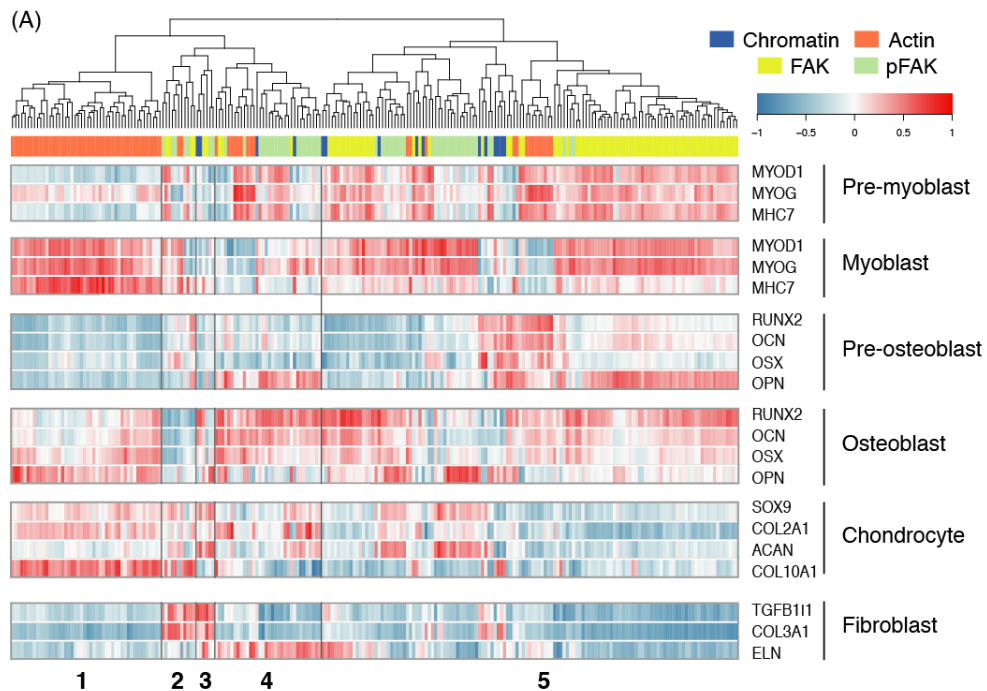 (A)
Chromatin Actin
FAK pFAK
-1 -0.5 0 0.5 1
MYOD1
MYOG
MHC7
Pre-myoblast
MYOD1
MYOG
MHC7
Myoblast
RUNX2
OCN
OSX
OPN
Pre-osteoblast
RUNX2
OCN
OSX
OPN
Osteoblast
SOX9
COL2A1
ACAN
COL10A1
Chondrocyte
TGFB1I1
COL3A1
ELN
Fibroblast
1 2 3 4 5